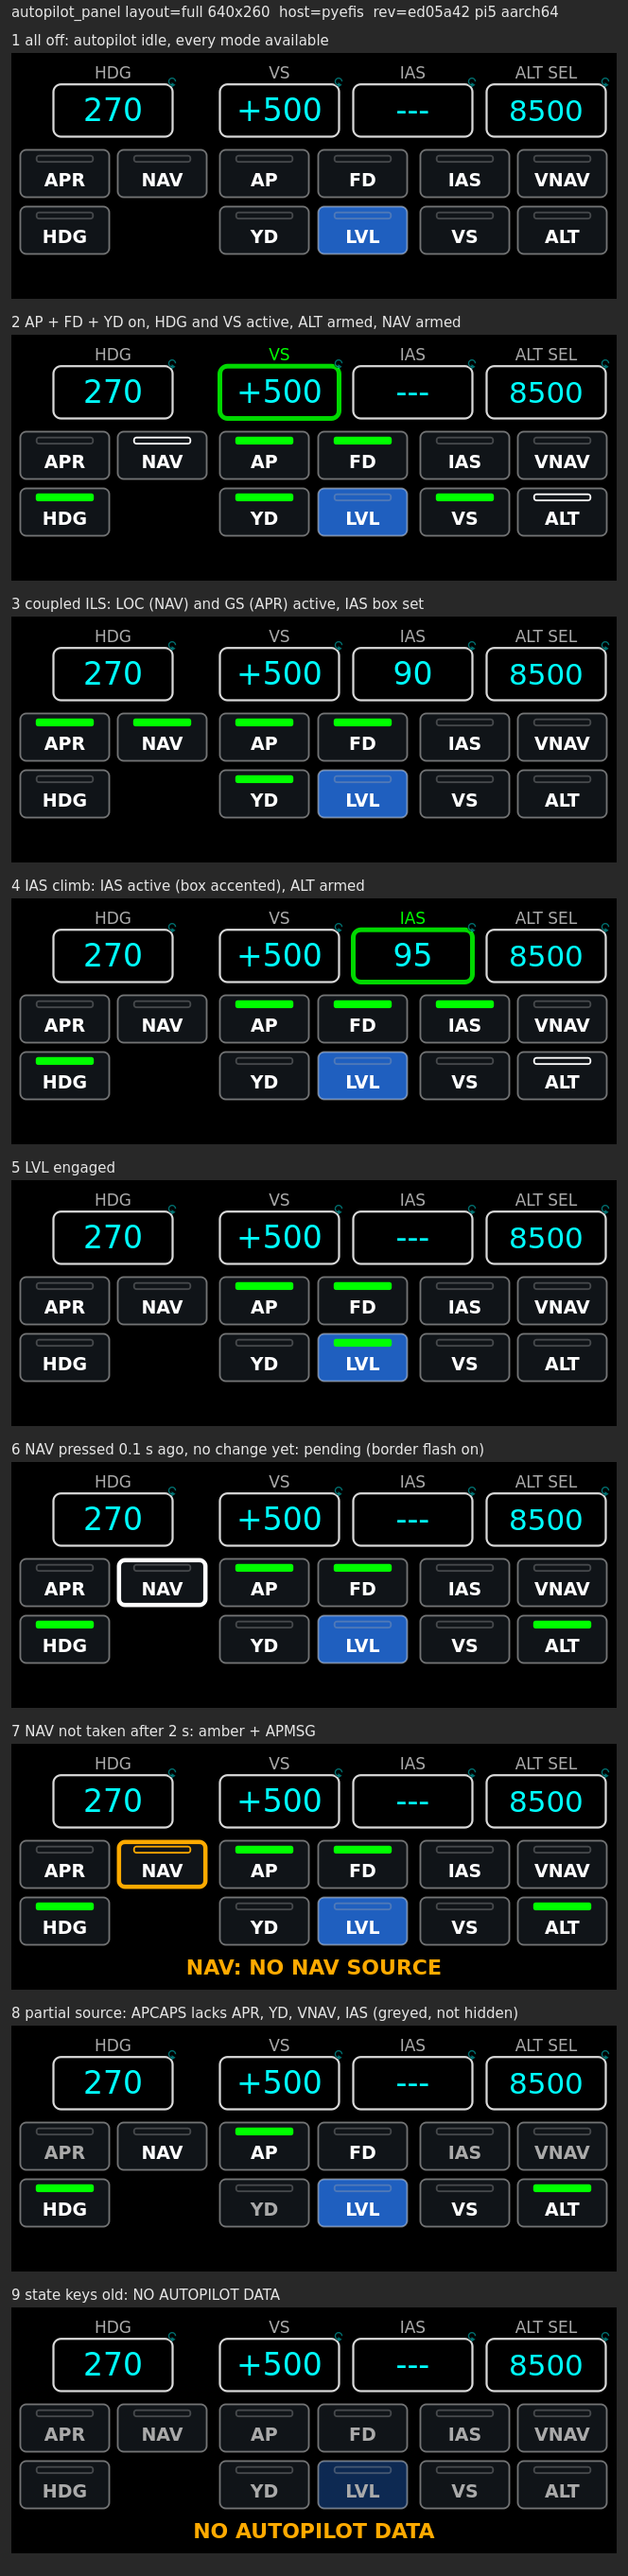 autopilot_panel layout=full 640x260 host=pyefis rev=ed05a42 pi5 aarch64
1 all off: autopilot idle, every mode available
HDG VS IAS ALT SEL
270 +500 --- 8500
APR NAV AP FD IAS VNAV
HDG YD LVL VS ALT
2 AP + FD + YD on, HDG and VS active, ALT armed, NAV armed
HDG VS IAS ALT SEL
270 +500 --- 8500
APR NAV AP FD IAS VNAV
HDG YD LVL VS ALT
3 coupled ILS: LOC (NAV) and GS (APR) active, IAS box set
HDG VS IAS ALT SEL
270 +500 90 8500
APR NAV AP FD IAS VNAV
HDG YD LVL VS ALT
4 IAS climb: IAS active (box accented), ALT armed
HDG VS IAS ALT SEL
270 +500 95 8500
APR NAV AP FD IAS VNAV
HDG YD LVL VS ALT
5 LVL engaged
HDG VS IAS ALT SEL
270 +500 --- 8500
APR NAV AP FD IAS VNAV
HDG YD LVL VS ALT
6 NAV pressed 0.1 s ago, no change yet: pending (border flash on)
HDG VS IAS ALT SEL
270 +500 --- 8500
APR NAV AP FD IAS VNAV
HDG YD LVL VS ALT
7 NAV not taken after 2 s: amber + APMSG
HDG VS IAS ALT SEL
270 +500 --- 8500
APR NAV AP FD IAS VNAV
HDG YD LVL VS ALT
NAV: NO NAV SOURCE
8 partial source: APCAPS lacks APR, YD, VNAV, IAS (greyed, not hidden)
HDG VS IAS ALT SEL
270 +500 --- 8500
APR NAV AP FD IAS VNAV
HDG YD LVL VS ALT
9 state keys old: NO AUTOPILOT DATA
HDG VS IAS ALT SEL
270 +500 --- 8500
APR NAV AP FD IAS VNAV
HDG YD LVL VS ALT
NO AUTOPILOT DATA